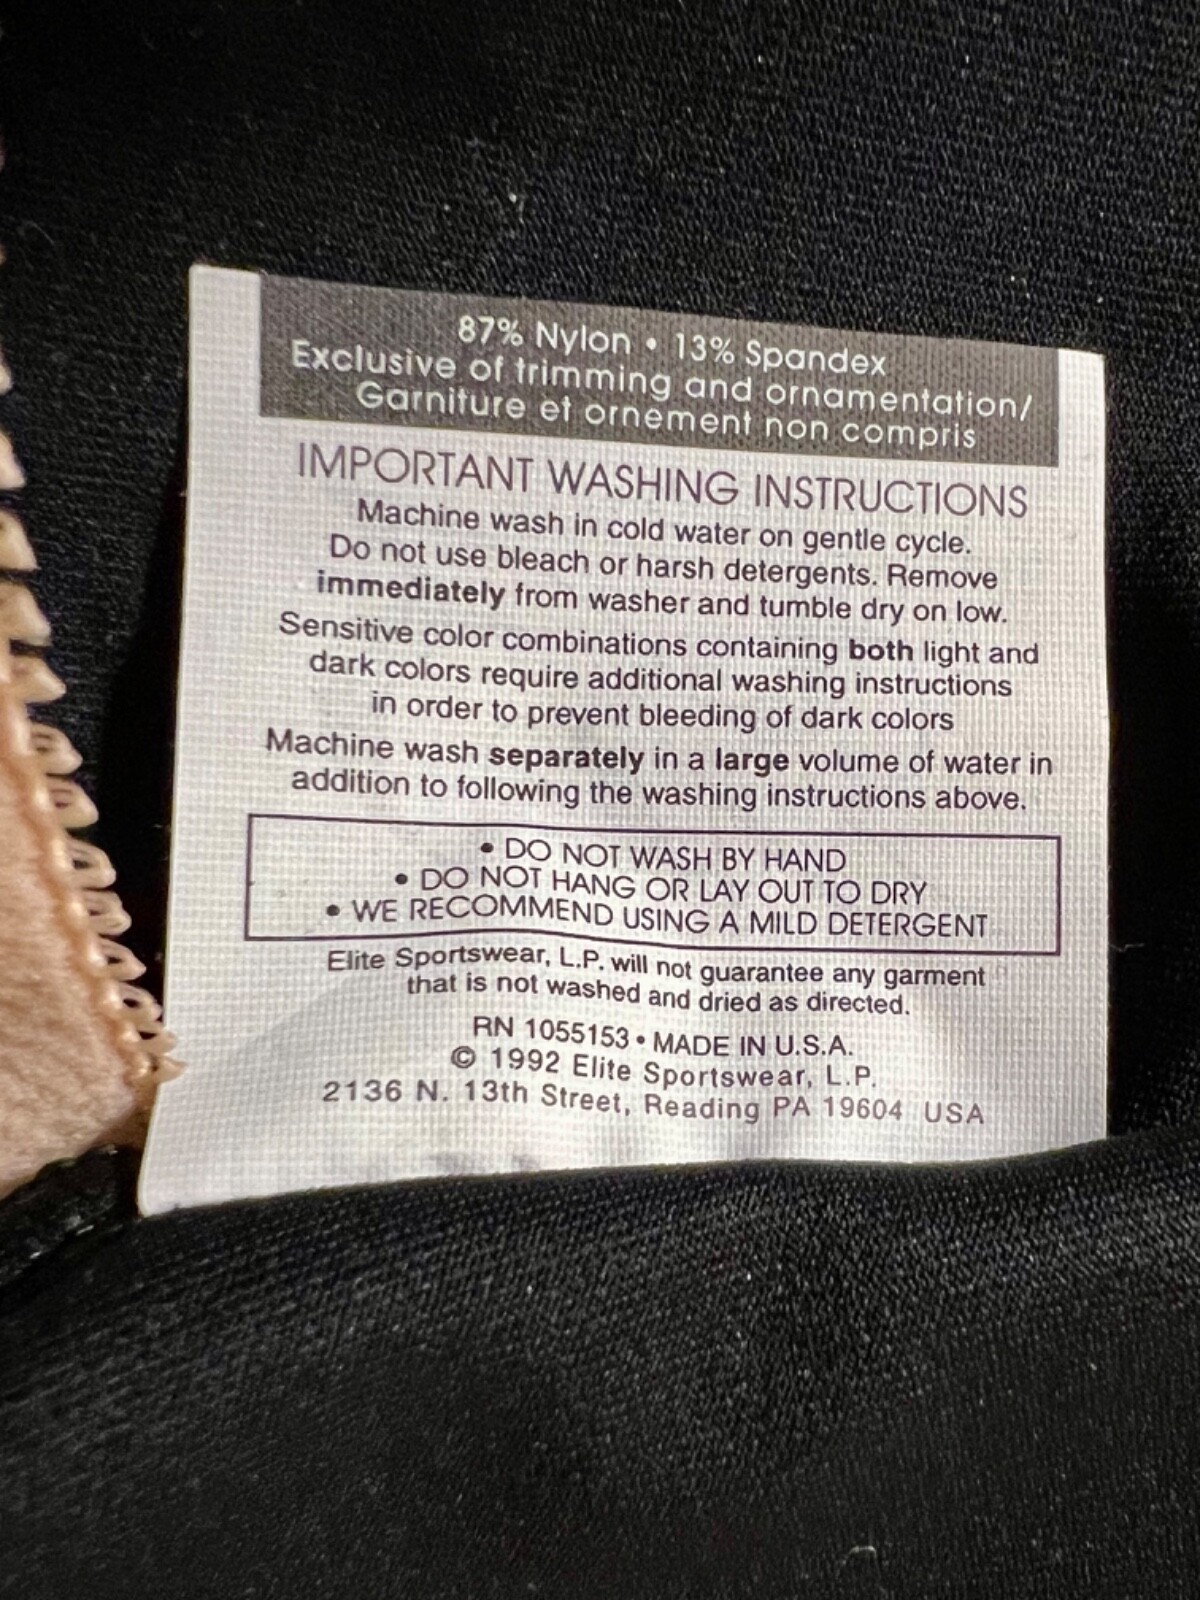 87% Nylon • 13% Spandex
Exclusive of trimming and ornamentation/
Garniture et ornement non compris
IMPORTANT WASHING INSTRUCTIONS
Machine wash in cold water on gentle cycle.
Do not use bleach or harsh detergents. Remove
immediately from washer and tumble dry on low.
Sensitive color combinations containing both light and
dark colors require additional washing instructions
in order to prevent bleeding of dark colors
Machine wash separately in a large volume of water in
addition to following the washing instructions above.
• DO NOT WASH BY HAND
• DO NOT HANG OR LAY OUT TO DRY
• WE RECOMMEND USING A MILD DETERGENT
Elite Sportswear, L.P. will not guarantee any garment
that is not washed and dried as directed.
RN 1055153 • MADE IN U.S.A.
© 1992 Elite Sportswear, L.P.
2136 N. 13th Street, Reading PA 19604 USA